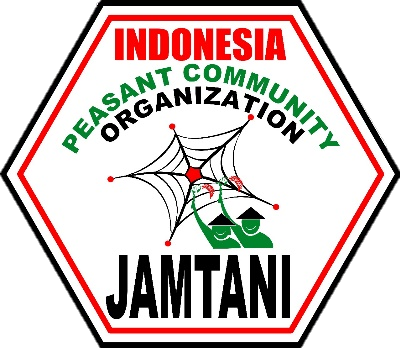 INDONESIA
PEASANT COMMUNITY
ORGANIZATION
JAMTANI